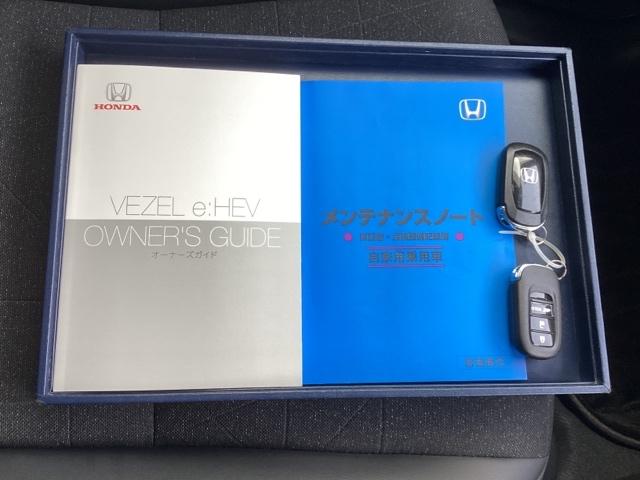 HONDA
VEZEL e:HEV
OWNER'S GUIDE
オーナーズガイド
メンテナンスノート
自家用乗用車